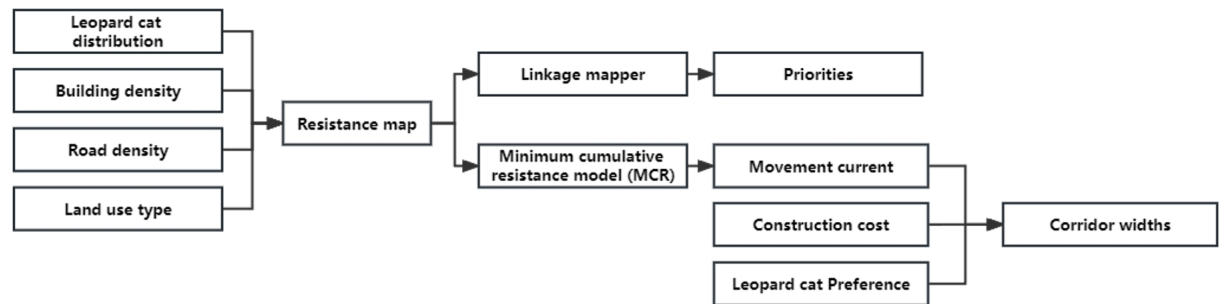 Leopard cat
distribution
Building density
Road density
Land use type
Resistance map
Linkage mapper
Priorities
Minimum cumulative
resistance model (MCR)
Movement current
Construction cost
Leopard cat Preference
Corridor widths